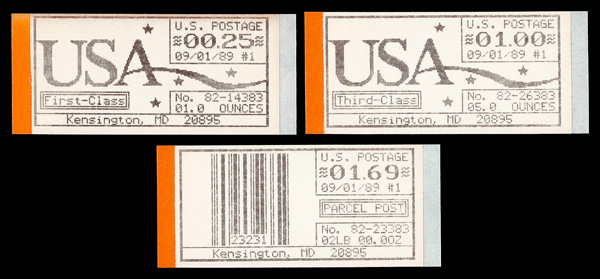 USA
U.S. POSTAGE
00.25
09/01/89 #1
First-Class
No. 82-14383
01.0 OUNCES
Kensington, MD 20895
USA
U.S. POSTAGE
01.00
09/01/89 #1
Third-Class
No. 82-26383
05.0 OUNCES
Kensington, MD 20895
23231
U.S. POSTAGE
01.69
09/01/89 #1
PARCEL POST
No. 82-23383
02LB 00.0OZ
Kensington, MD 20895